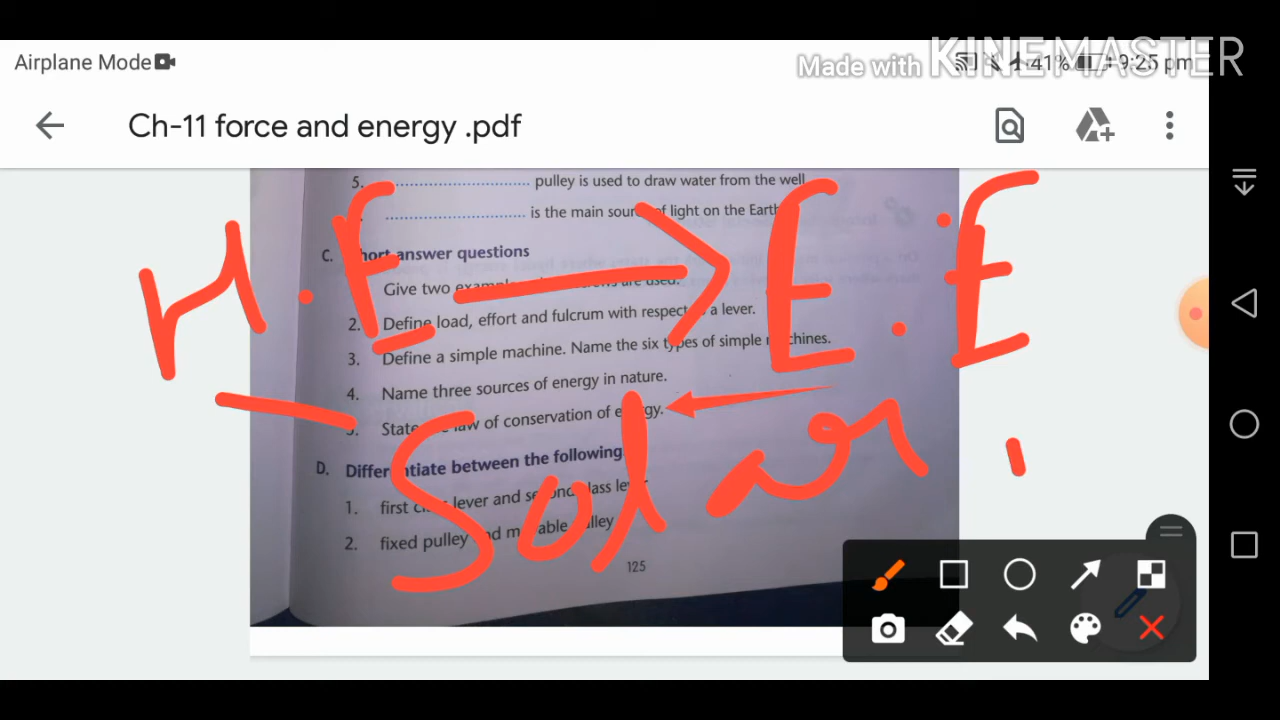 Airplane Mode
41% 9:25 pm
Made with KINEMASTER
Ch-11 force and energy .pdf
5. .............................. pulley is used to draw water from the well
.............................. is the main source of light on the Earth
C. Short answer questions
Give two examples are used.
2. Define load, effort and fulcrum with respect to a lever.
3. Define a simple machine. Name the six types of simple machines.
4. Name three sources of energy in nature.
5. State the law of conservation of energy.
D. Differentiate between the following
1. first class lever and second class lever
2. fixed pulley and movable pulley
125
H.E → E.E
Solar